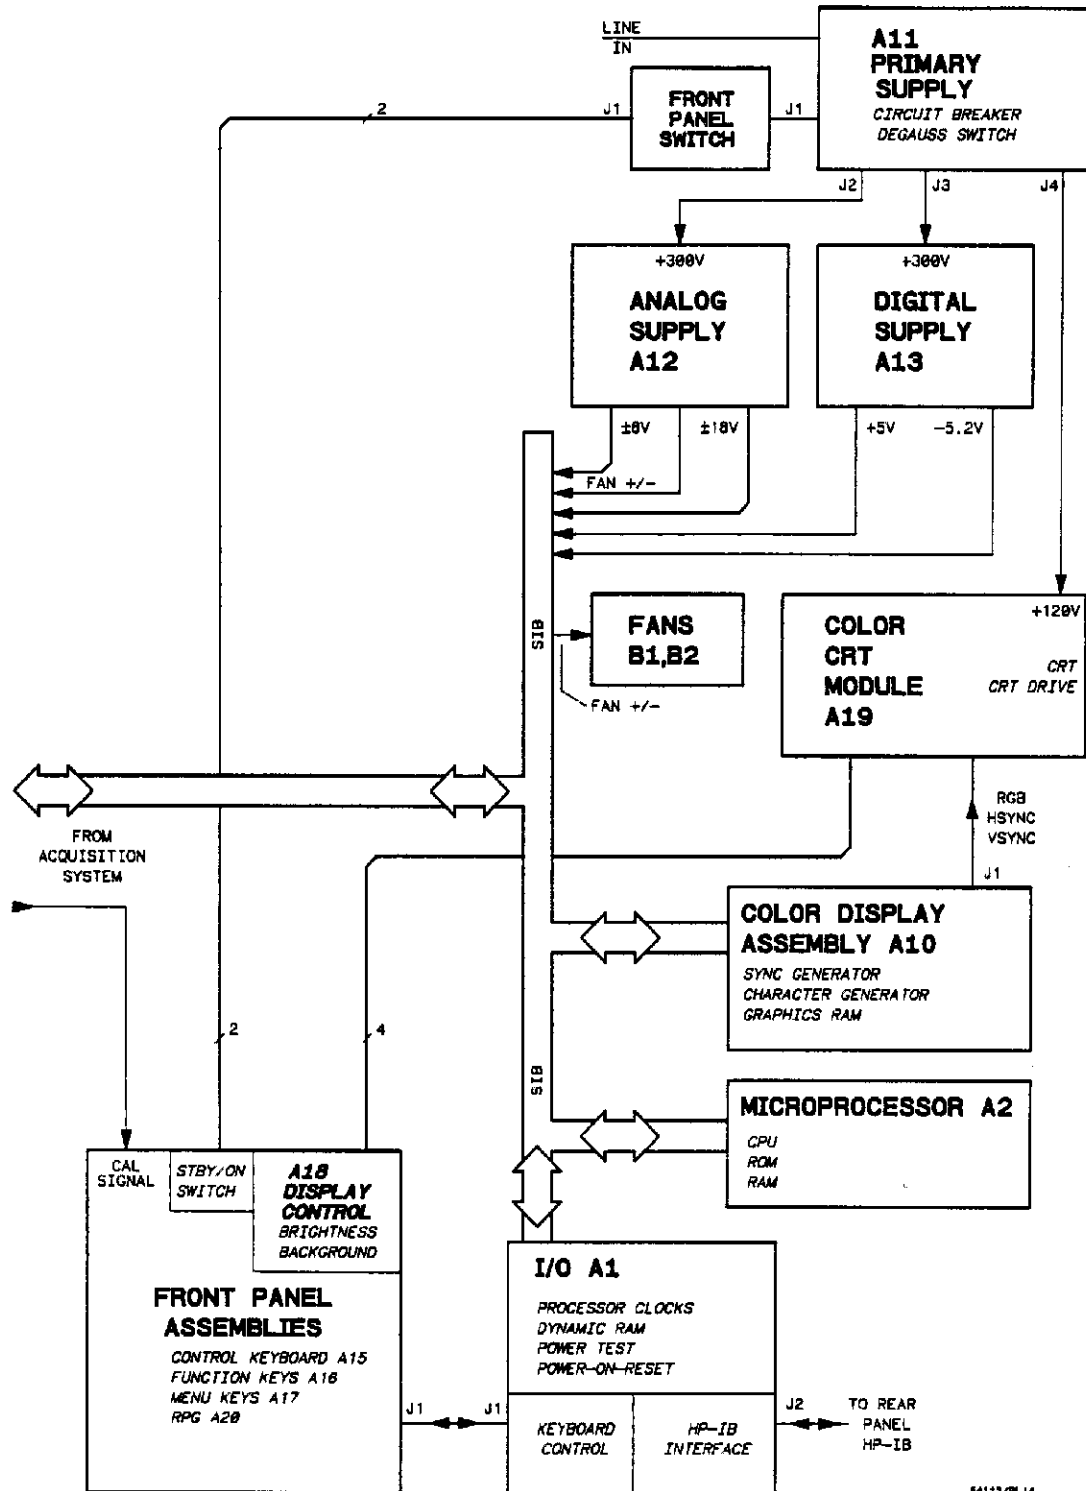 LINE
IN
A11
PRIMARY
SUPPLY
CIRCUIT BREAKER
DEGAUSS SWITCH
2
J1
FRONT
PANEL
SWITCH
J1
J2
J3
J4
+300V
ANALOG
SUPPLY
A12
+300V
DIGITAL
SUPPLY
A13
±8V
±18V
+5V
-5.2V
FAN +/-
SIB
FANS
B1,B2
FAN +/-
+120V
COLOR
CRT
MODULE
A19
CRT
CRT DRIVE
FROM
ACQUISITION
SYSTEM
RGB
HSYNC
VSYNC
J1
COLOR DISPLAY
ASSEMBLY A10
SYNC GENERATOR
CHARACTER GENERATOR
GRAPHICS RAM
2
4
SIB
MICROPROCESSOR A2
CPU
ROM
RAM
CAL
SIGNAL
STBY/ON
SWITCH
A18
DISPLAY
CONTROL
BRIGHTNESS
BACKGROUND
FRONT PANEL
ASSEMBLIES
CONTROL KEYBOARD A15
FUNCTION KEYS A16
MENU KEYS A17
RPG A20
I/O A1
PROCESSOR CLOCKS
DYNAMIC RAM
POWER TEST
POWER-ON-RESET
J1
J1
KEYBOARD
CONTROL
HP-IB
INTERFACE
J2
TO REAR
PANEL
HP-IB